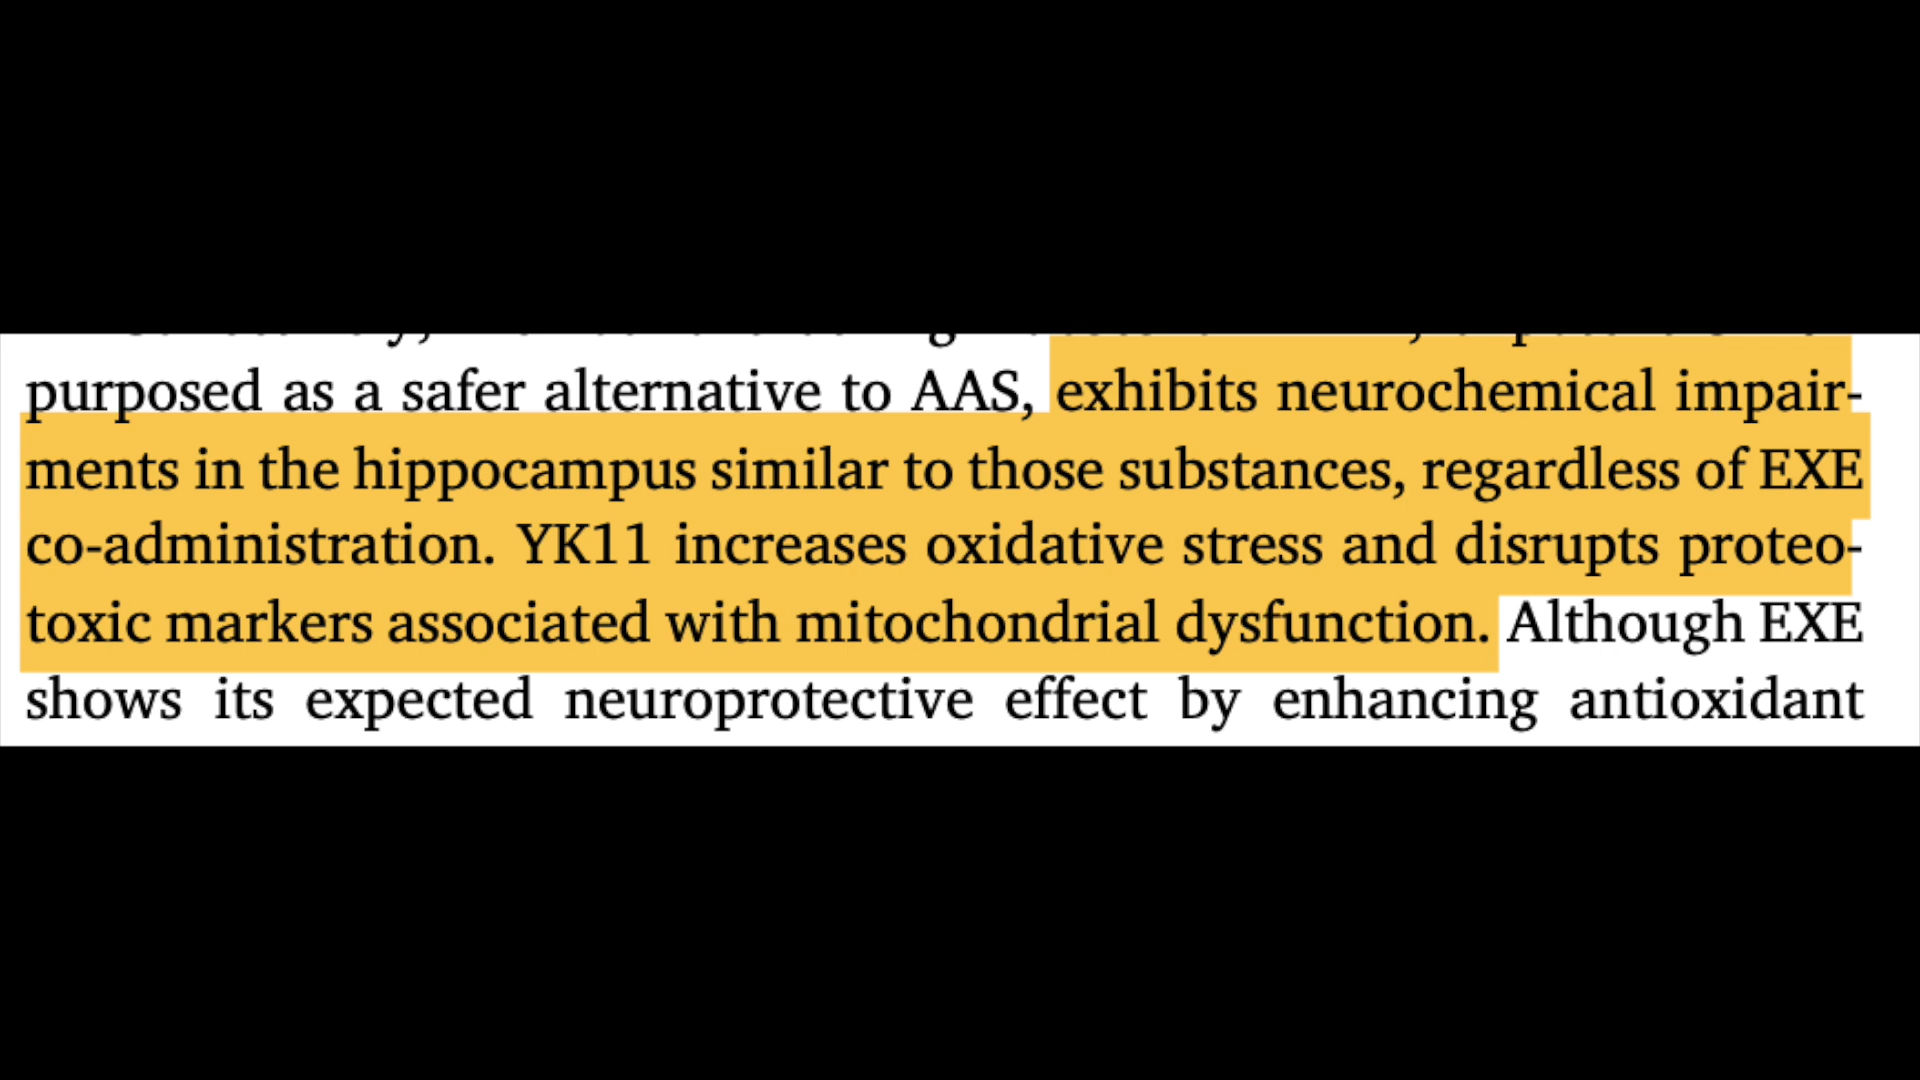 purposed as a safer alternative to AAS, exhibits neurochemical impair-
ments in the hippocampus similar to those substances, regardless of EXE
co-administration. YK11 increases oxidative stress and disrupts proteo-
toxic markers associated with mitochondrial dysfunction. Although EXE
shows its expected neuroprotective effect by enhancing antioxidant